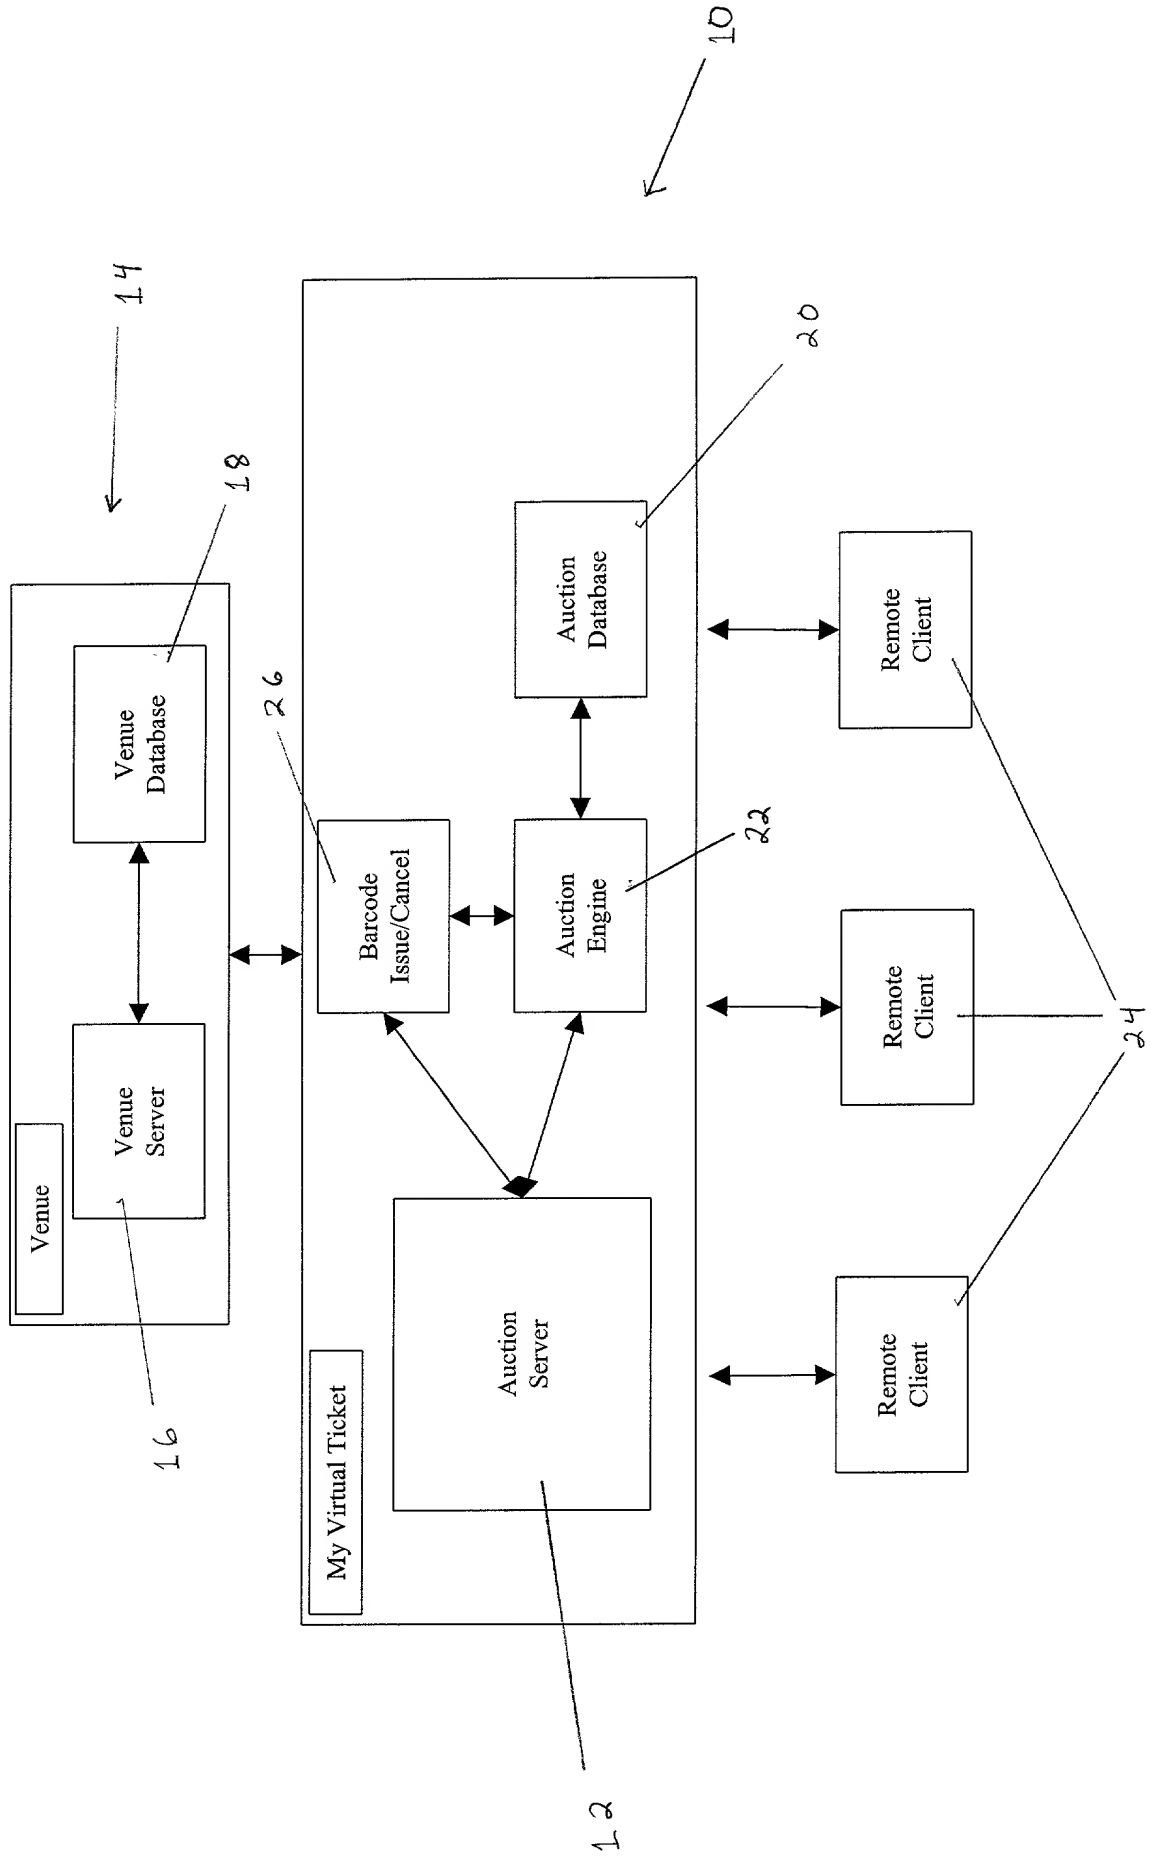 14
Venue
Venue
Server
Venue
Database
16
18
10
My Virtual Ticket
26
Barcode
Issue/Cancel
Auction
Server
Auction
Engine
Auction
Database
12
22
20
Remote
Client
Remote
Client
Remote
Client
24